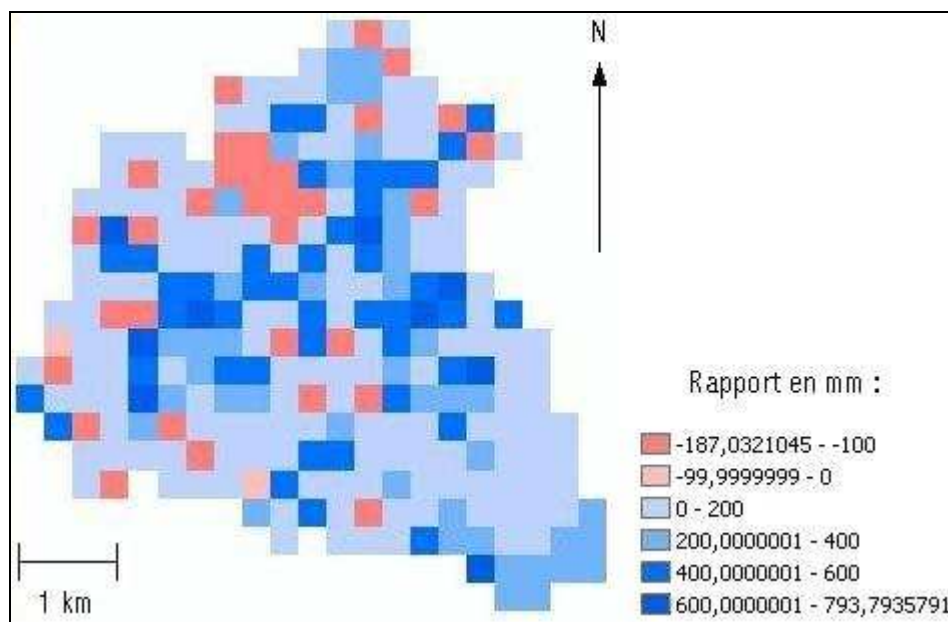 N
Rapport en mm :
-187,0321045 - -100
-99,9999999 - 0
0 - 200
200,0000001 - 400
400,0000001 - 600
600,0000001 - 793,7935791
1 km